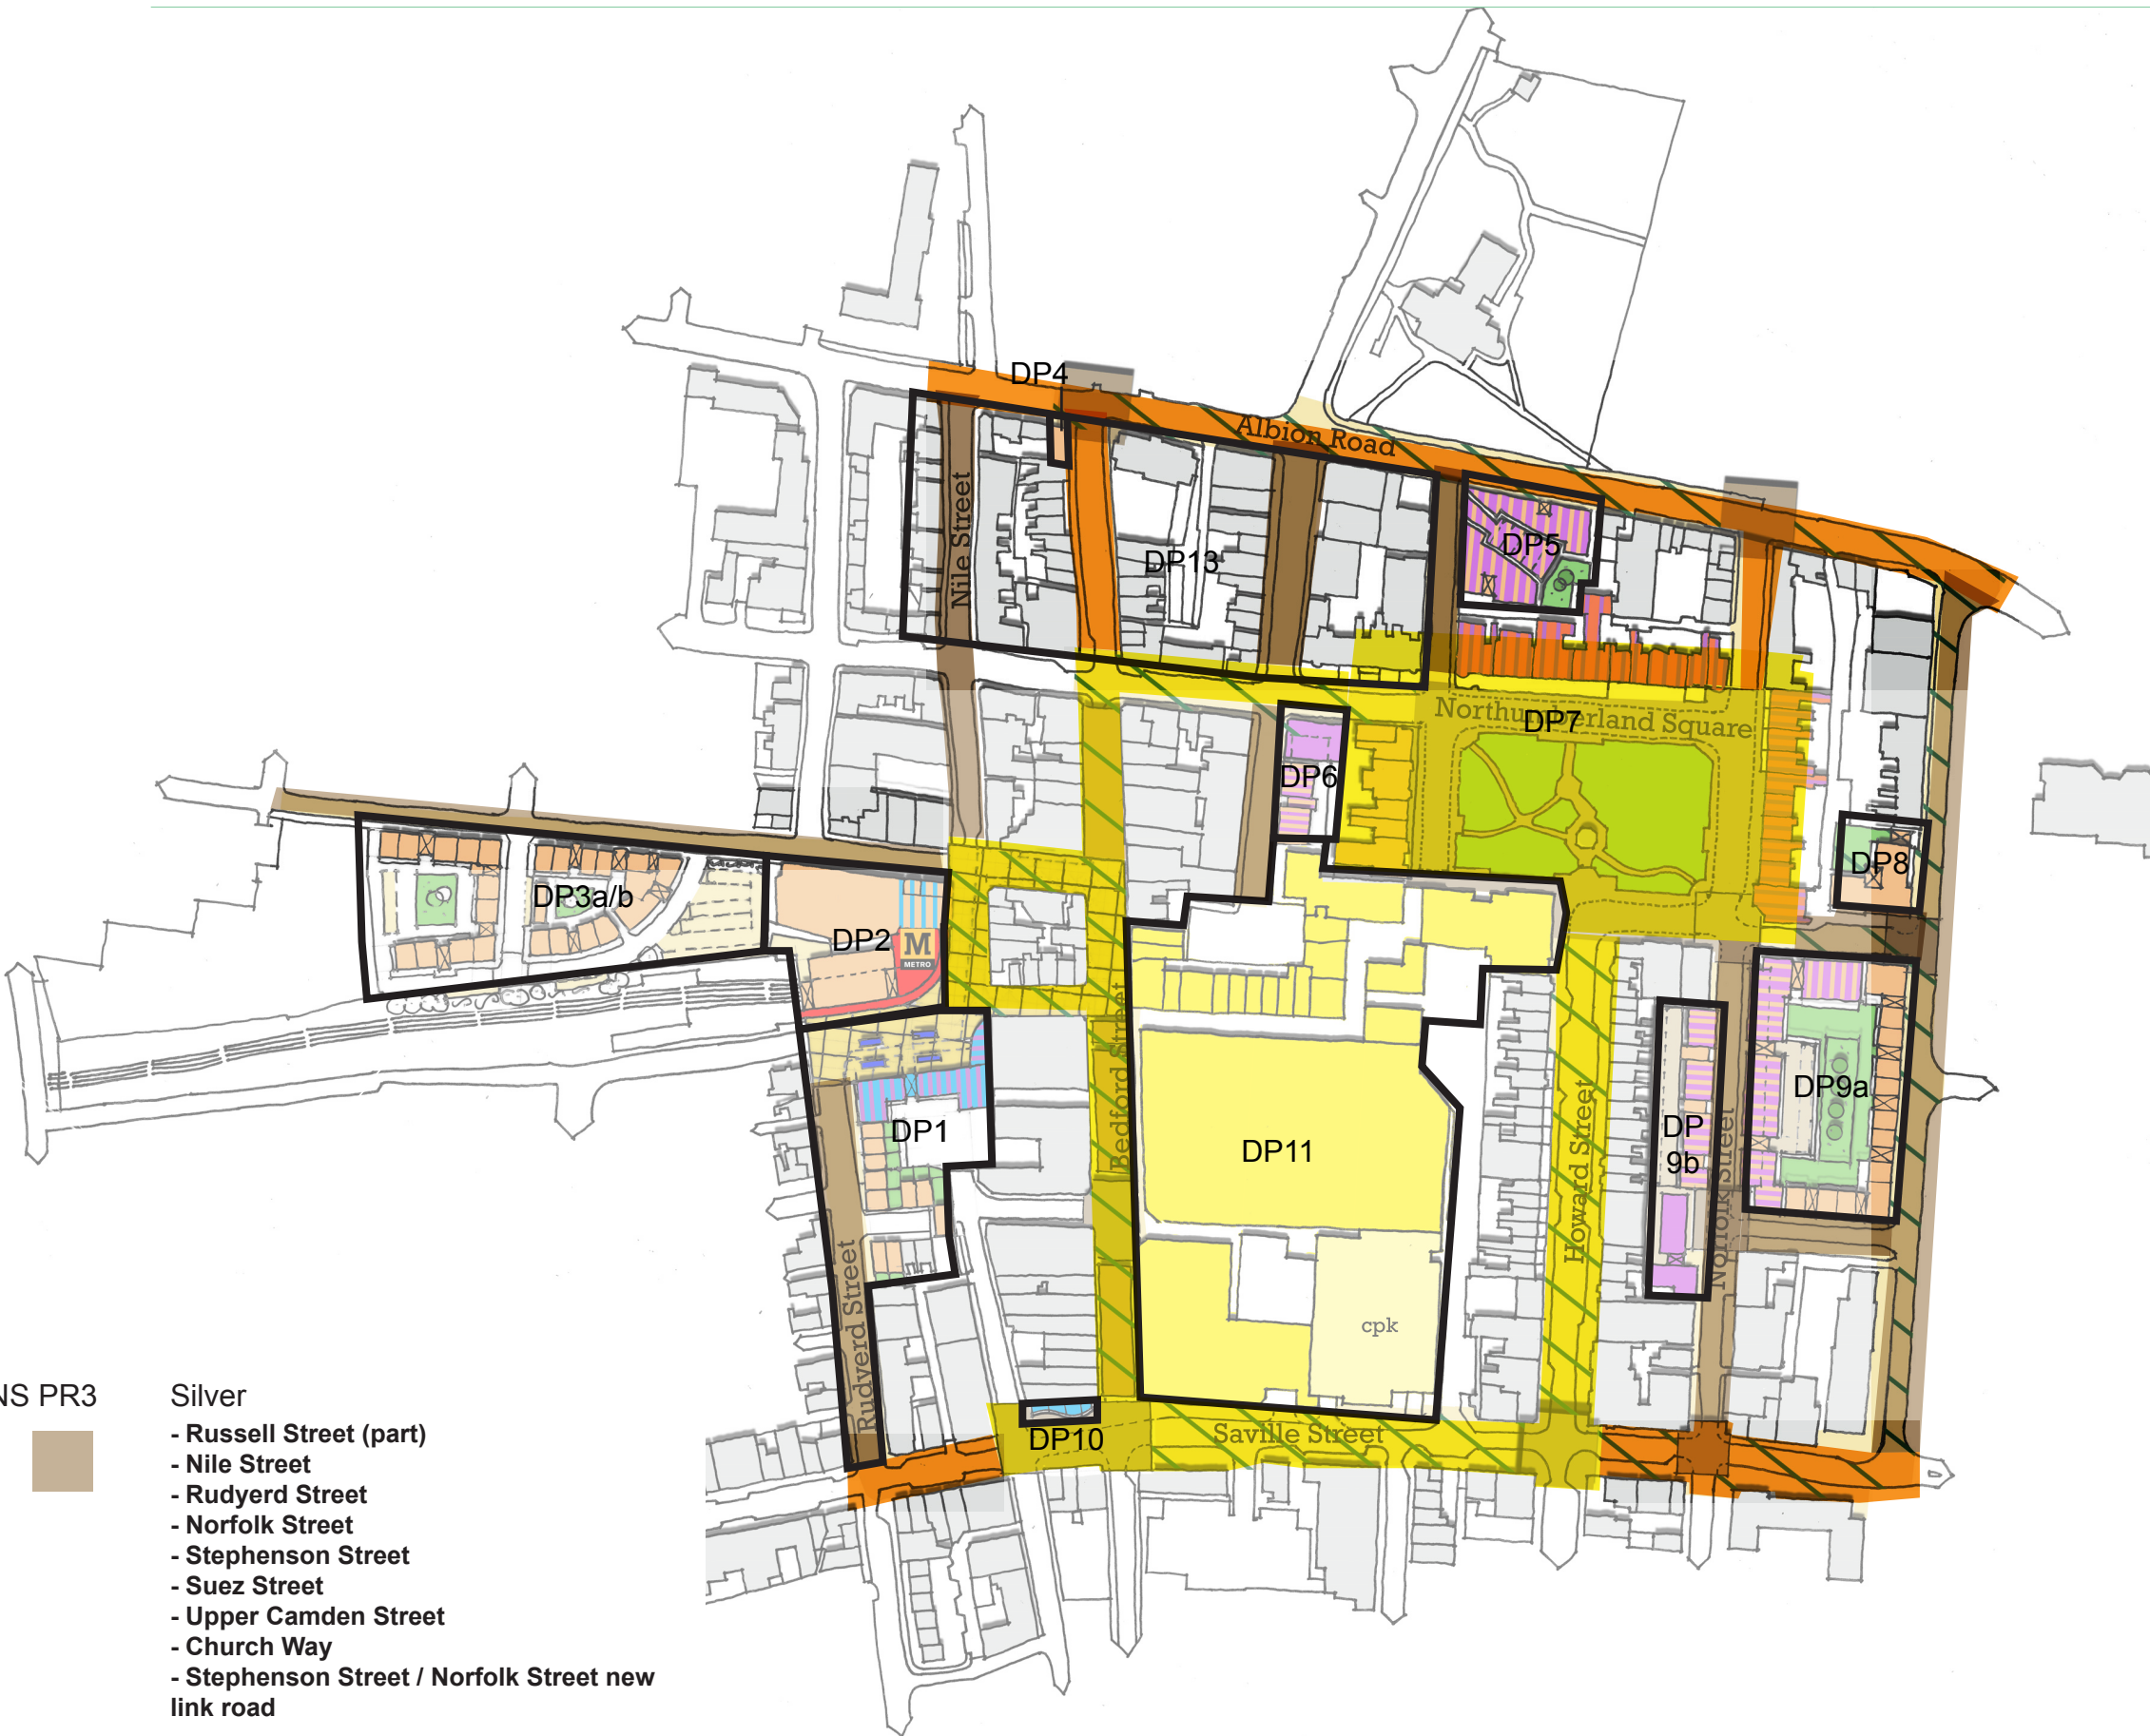 DP4
Albion Road
Nile Street
DP13
DP5
Northumberland Square
DP7
DP6
DP8
DP3a/b
DP2
M
METRO
Bedford Street
DP1
DP11
Howard Street
DP
9b
Norfolk Street
DP9a
Rudyerd Street
cpk
DP10
Saville Street
NS PR3
Silver
- Russell Street (part)
- Nile Street
- Rudyerd Street
- Norfolk Street
- Stephenson Street
- Suez Street
- Upper Camden Street
- Church Way
- Stephenson Street / Norfolk Street new
link road